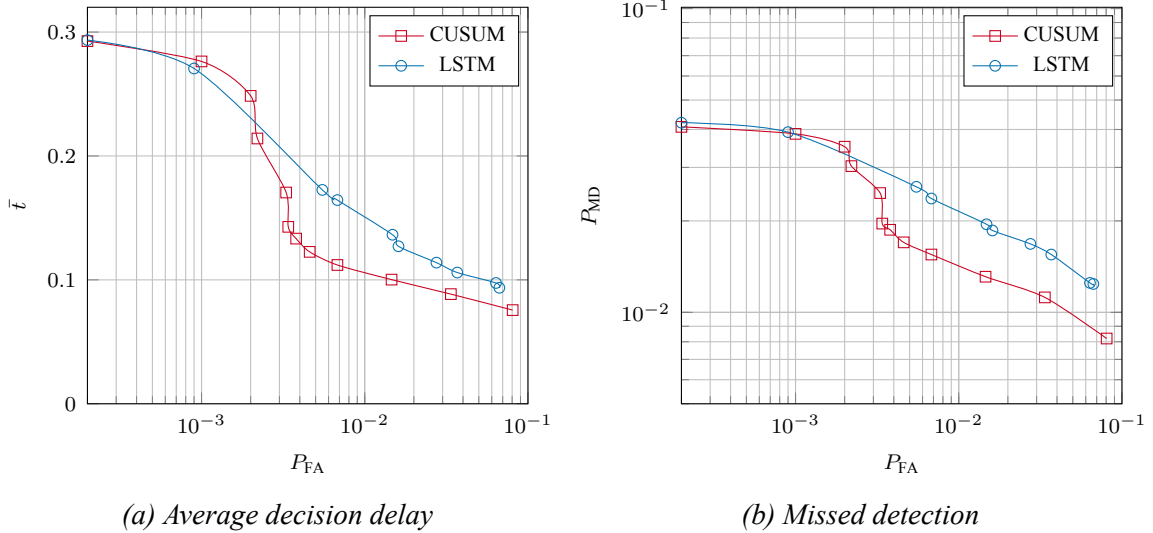 0.3
0.2
0.1
0
t̄
10⁻³
10⁻²
10⁻¹
P_FA
CUSUM
LSTM
(a) Average decision delay
10⁻¹
10⁻²
P_MD
10⁻³
10⁻²
10⁻¹
P_FA
CUSUM
LSTM
(b) Missed detection